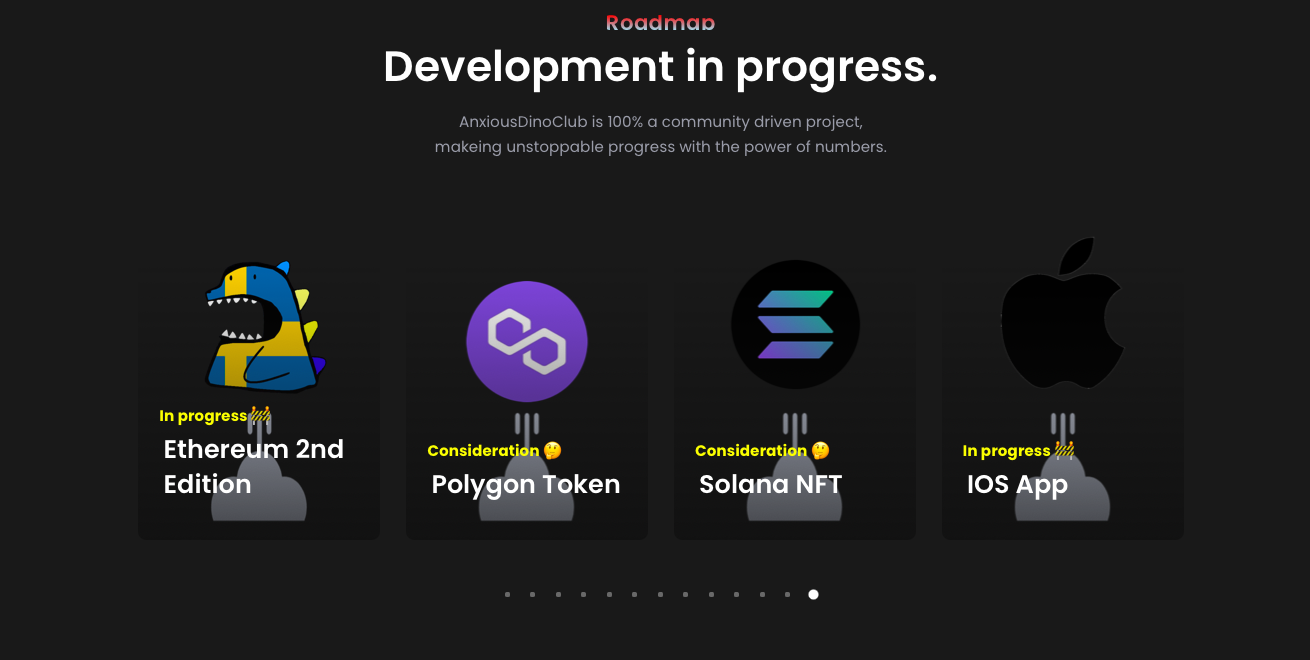 Roadmap
Development in progress.
AnxiousDinoClub is 100% a community driven project,
makeing unstoppable progress with the power of numbers.
In progress 🚧
Ethereum 2nd
Edition
Consideration 🤔
Polygon Token
Consideration 🤔
Solana NFT
In progress 🚧
IOS App